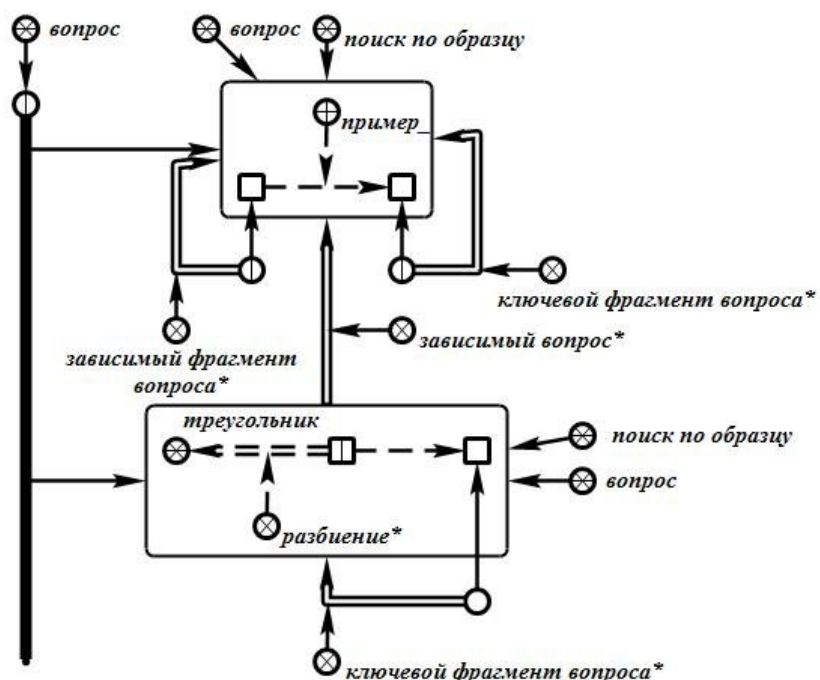 вопрос
вопрос
поиск по образцу
пример_
ключевой фрагмент вопроса*
зависимый фрагмент
вопроса*
зависимый вопрос*
треугольник
поиск по образцу
вопрос
разбиение*
ключевой фрагмент вопроса*